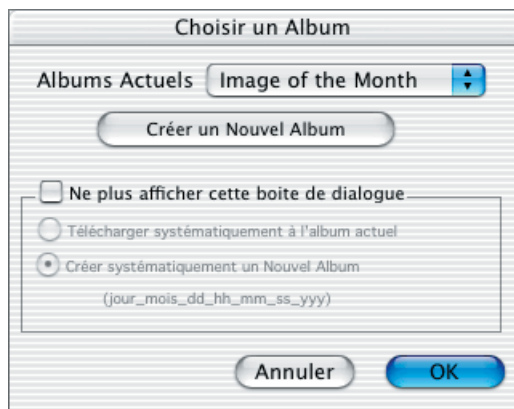 Choisir un Album
Albums Actuels Image of the Month
Créer un Nouvel Album
Ne plus afficher cette boite de dialogue
Télécharger systématiquement à l'album actuel
Créer systématiquement un Nouvel Album
(jour_mois_dd_hh_mm_ss_yyy)
Annuler OK